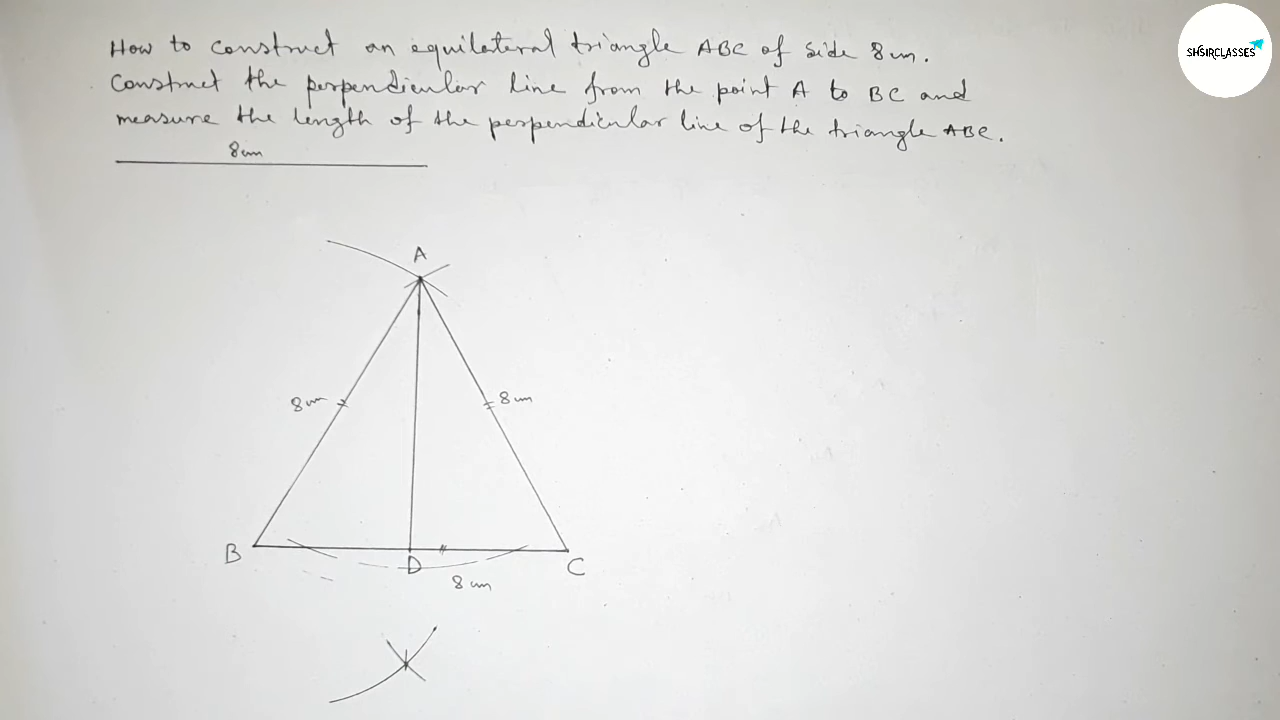 How to construct an equilateral triangle ABC of side 8cm.
Construct the perpendicular line from the point A to BC and
measure the length of the perpendicular line of the triangle ABC.
8cm
SHSIRCLASSES
A
8cm
8cm
B
D
C
8cm